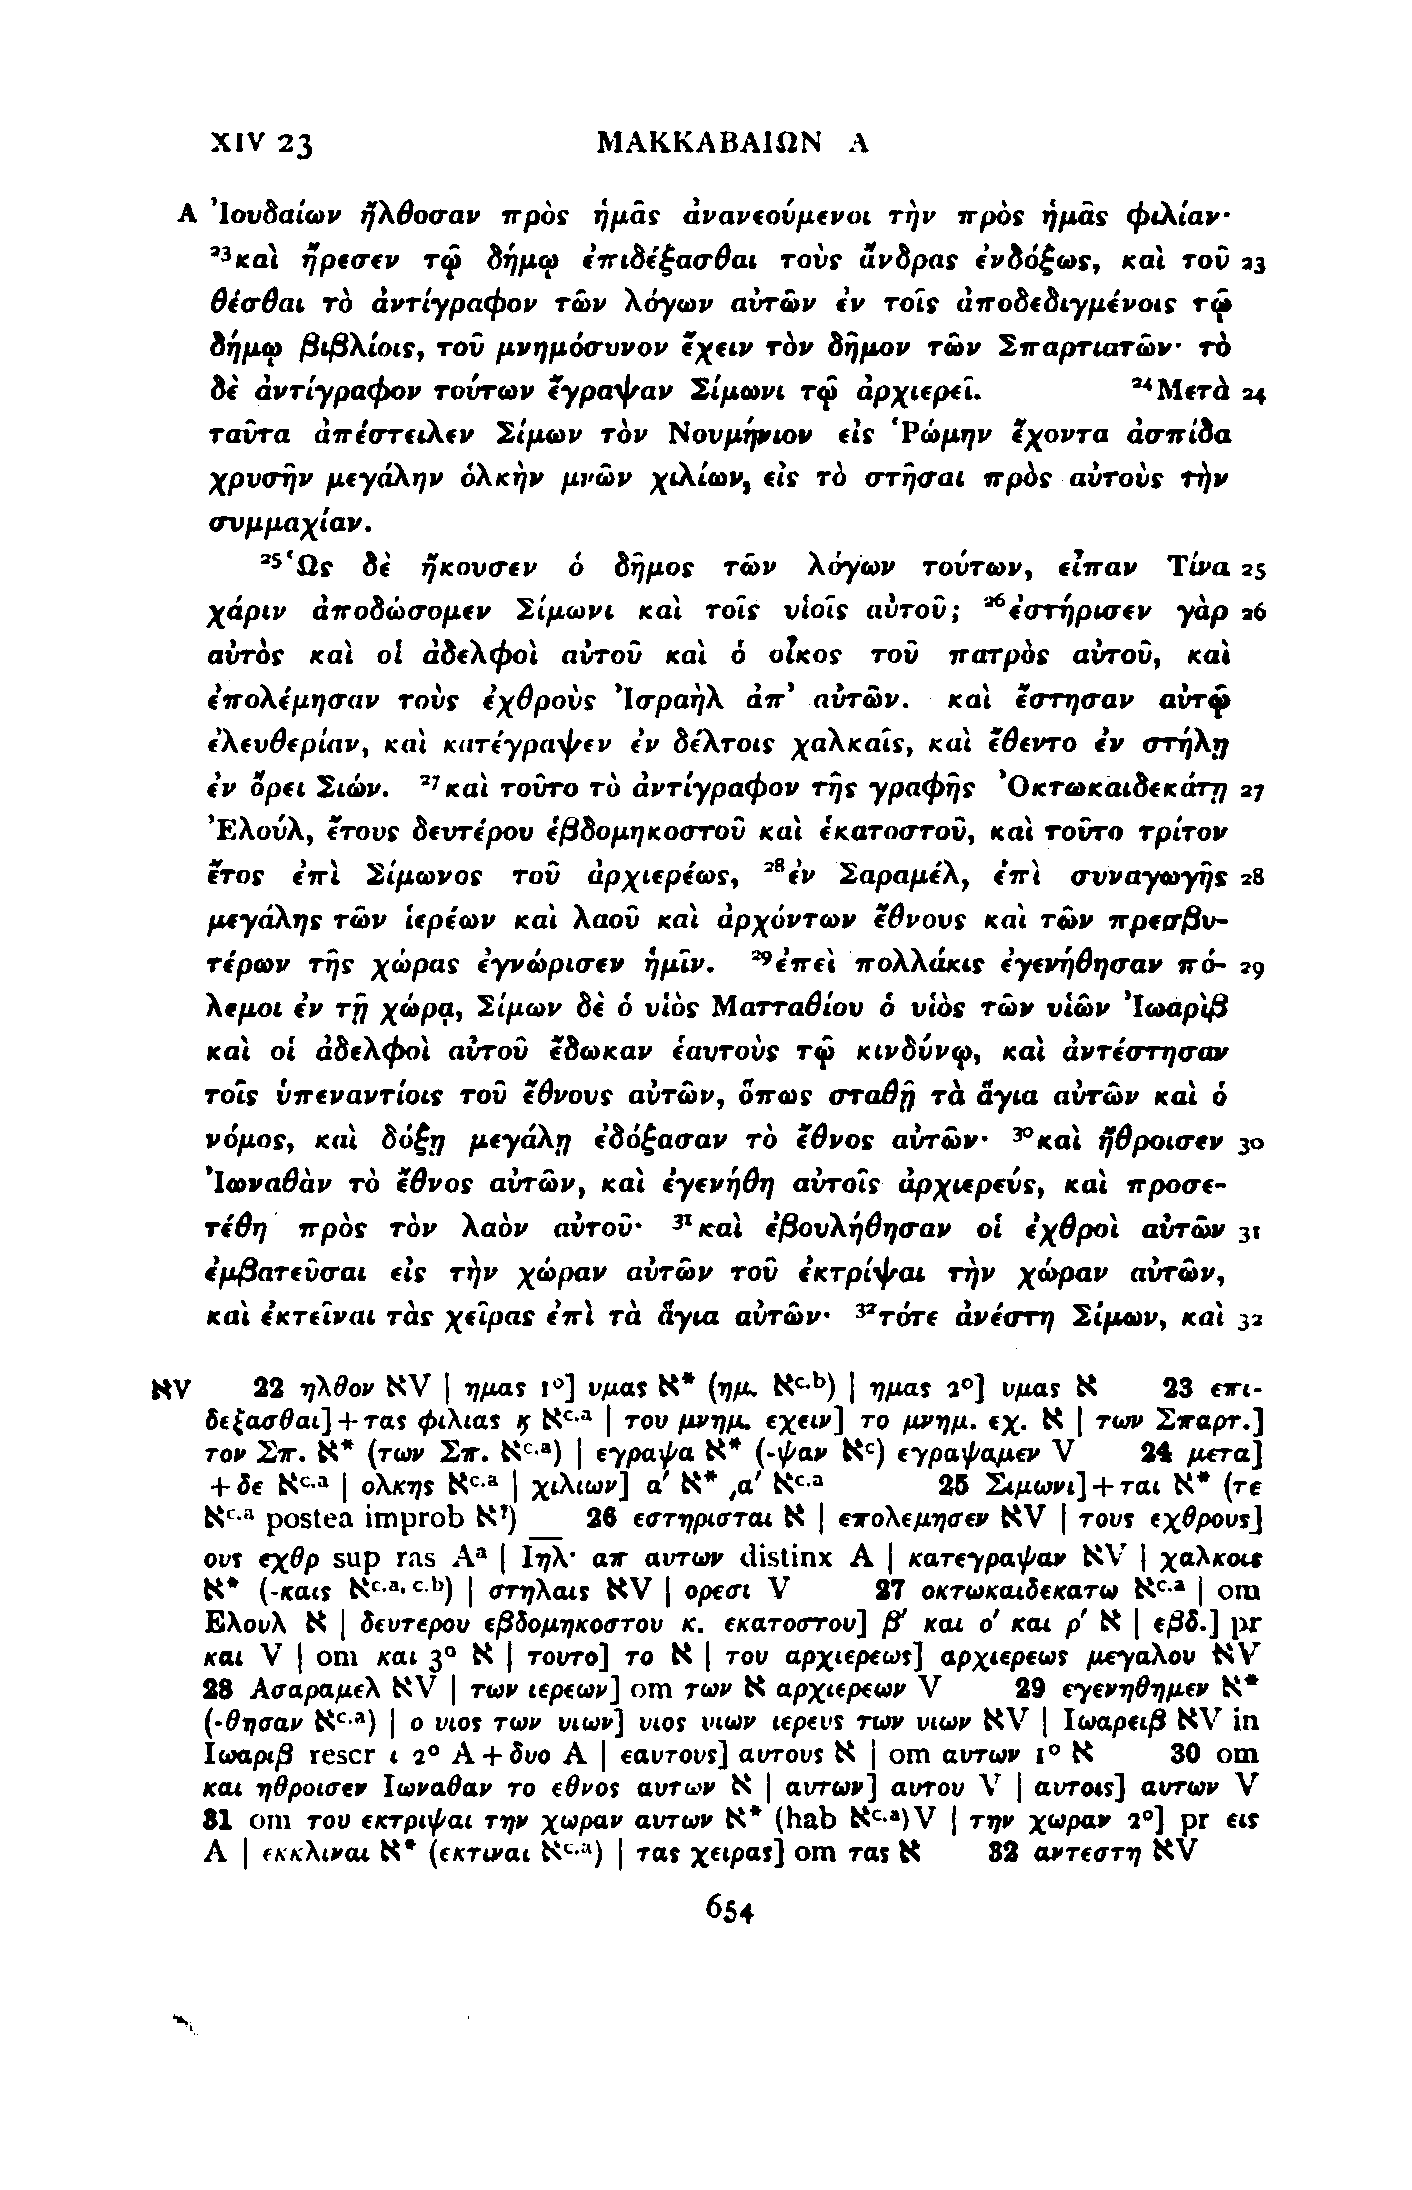 XIV 23 ΜΑΚΚΑΒΑΙΩΝ Α
A Ἰουδαίων ἤλθοσαν πρὸς ἡμᾶς ἀνανεούμενοι τὴν πρὸς ἡμᾶς φιλίαν·
²³καὶ ἤρεσεν τῷ δήμῳ ἐπιδέξασθαι τοὺς ἄνδρας ἐνδόξως, καὶ τοῦ 23
θέσθαι τὸ ἀντίγραφον τῶν λόγων αὐτῶν ἐν τοῖς ἀποδεδιγμένοις τῷ
δήμῳ βιβλίοις, τοῦ μνημόσυνον ἔχειν τὸν δῆμον τῶν Σπαρτιατῶν· τὸ
δὲ ἀντίγραφον τούτων ἔγραψαν Σίμωνι τῷ ἀρχιερεῖ. ²⁴Μετὰ 24
ταῦτα ἀπέστειλεν Σίμων τὸν Νουμήνιον εἰς Ῥώμην ἔχοντα ἀσπίδα
χρυσῆν μεγάλην ὁλκὴν μνῶν χιλίων, εἰς τὸ στῆσαι πρὸς αὐτοὺς τὴν
συμμαχίαν.
²⁵Ὡς δὲ ἤκουσεν ὁ δῆμος τῶν λόγων τούτων, εἶπαν Τίνα 25
χάριν ἀποδώσομεν Σίμωνι καὶ τοῖς υἱοῖς αὐτοῦ; ²⁶ἐστήρισεν γὰρ 26
αὐτὸς καὶ οἱ ἀδελφοὶ αὐτοῦ καὶ ὁ οἶκος τοῦ πατρὸς αὐτοῦ, καὶ
ἐπολέμησαν τοὺς ἐχθροὺς Ἰσραὴλ ἀπ’ αὐτῶν. καὶ ἔστησαν αὐτῷ
ἐλευθερίαν, καὶ κατέγραψεν ἐν δέλτοις χαλκαῖς, καὶ ἔθεντο ἐν στήλῃ
ἐν ὄρει Σιών. ²⁷καὶ τοῦτο τὸ ἀντίγραφον τῆς γραφῆς Ὀκτωκαιδεκάτῃ 27
Ἐλούλ, ἔτους δευτέρου ἑβδομηκοστοῦ καὶ ἑκατοστοῦ, καὶ τοῦτο τρίτον
ἔτος ἐπὶ Σίμωνος τοῦ ἀρχιερέως, ²⁸ἐν Σαραμέλ, ἐπὶ συναγωγῆς 28
μεγάλης τῶν ἱερέων καὶ λαοῦ καὶ ἀρχόντων ἔθνους καὶ τῶν πρεσβυ-
τέρων τῆς χώρας ἐγνώρισεν ἡμῖν. ²⁹ἐπεὶ πολλάκις ἐγενήθησαν πό- 29
λεμοι ἐν τῇ χώρᾳ, Σίμων δὲ ὁ υἱὸς Ματταθίου ὁ υἱὸς τῶν υἱῶν Ἰωαρὶβ
καὶ οἱ ἀδελφοὶ αὐτοῦ ἔδωκαν ἑαυτοὺς τῷ κινδύνῳ, καὶ ἀντέστησαν
τοῖς ὑπεναντίοις τοῦ ἔθνους αὐτῶν, ὅπως σταθῇ τὰ ἅγια αὐτῶν καὶ ὁ
νόμος, καὶ δόξῃ μεγάλῃ ἐδόξασαν τὸ ἔθνος αὐτῶν· ³⁰καὶ ἤθροισεν 30
Ἰωναθὰν τὸ ἔθνος αὐτῶν, καὶ ἐγενήθη αὐτοῖς ἀρχιερεύς, καὶ προσε-
τέθη πρὸς τὸν λαὸν αὐτοῦ· ³¹καὶ ἐβουλήθησαν οἱ ἐχθροὶ αὐτῶν 31
ἐμβατεῦσαι εἰς τὴν χώραν αὐτῶν τοῦ ἐκτρίψαι τὴν χώραν αὐτῶν,
καὶ ἐκτεῖναι τὰς χεῖρας ἐπὶ τὰ ἅγια αὐτῶν· ³²τότε ἀνέστη Σίμων, καὶ 32
אV 22 ηλθον אV | ημας 1º] υμας א* (ημ. א^c.b) | ημας 2º] υμας א 23 επι-
δεξασθαι]+τας φιλιας ϗ א^c.a | του μνημ. εχειν] το μνημ. εχ. א | των Σπαρτ.]
τον Σπ. א* (των Σπ. א^c.a) | εγραψα א* (-ψαν א^c) εγραψαμεν V 24 μετα]
+δε א^c.a | ολκης א^c.a | χιλιων] α′ א* ͵α′ א^c.a 25 Σιμωνι]+ται א* (τε
א^c.a postea improb א^?) 26 εστηρισται א | επολεμησεν אV | τους εχθρους]
ους εχθρ sup ras A^a | Ιηλ· απ αυτων distinx A | κατεγραψαν אV | χαλκοις
א* (-καις א^c.a, c.b) | στηλαις אV | ορεσι V 27 οκτωκαιδεκατω א^c.a | om
Ελουλ א | δευτερου εβδομηκοστου κ. εκατοστου] β′ και ο′ και ρ′ א | εβδ.] pr
και V | om και 3º א | τουτο] το א | του αρχιερεως] αρχιερεως μεγαλου אV
28 Ασαραμελ אV | των ιερεων] om των א αρχιερεων V 29 εγενηθημεν א*
(-θησαν א^c.a) | ο υιος των υιων] υιος υιων ιερευς των υιων אV | Ιωαρειβ אV in
Ιωαριβ rescr ι 2º A+δυο A | εαυτους] αυτους א | om αυτων 1º א 30 om
και ηθροισεν Ιωναθαν το εθνος αυτων א | αυτων] αυτου V | αυτοις] αυτων V
31 om του εκτριψαι την χωραν αυτων א* (hab א^c.a)V | την χωραν 2º] pr εις
A | εκκλιναι א* (εκτιναι א^c.a) | τας χειρας] om τας א 32 αντεστη אV
654